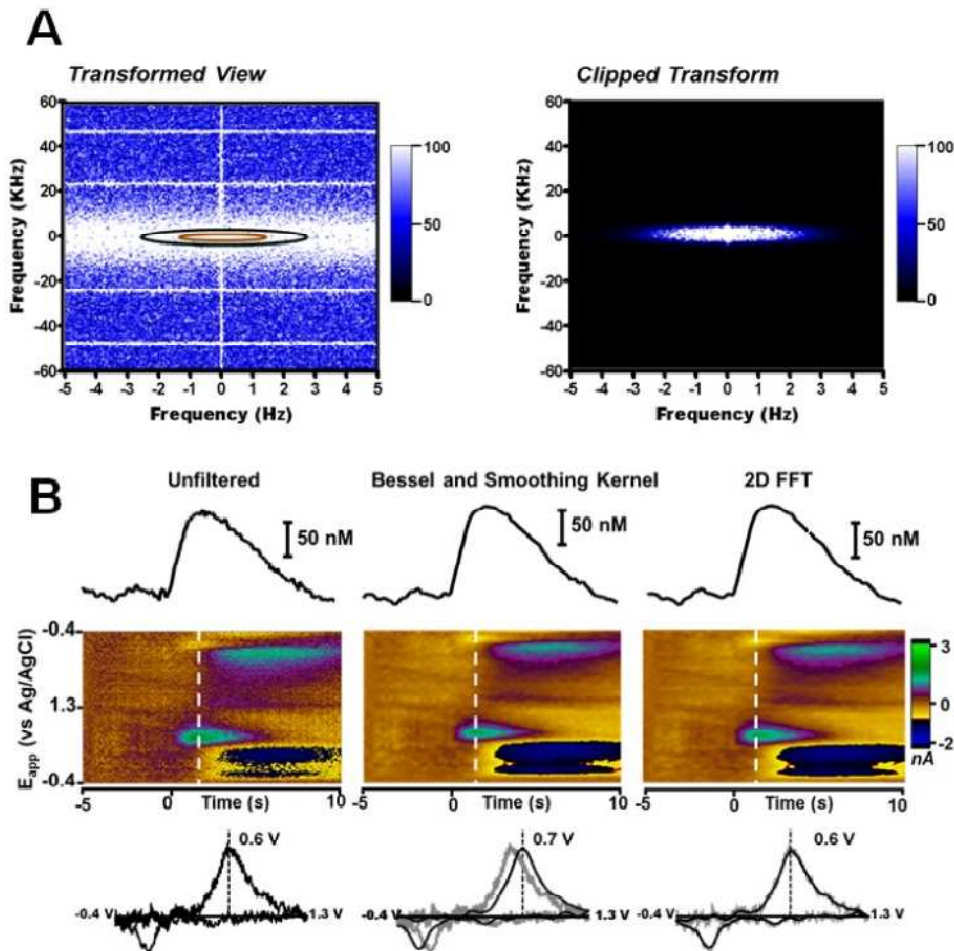 A
Transformed View
Clipped Transform
Frequency (KHz)
60
40
20
0
-20
-40
-60
-5 -4 -3 -2 -1 0 1 2 3 4 5
Frequency (Hz)
100
50
0
Frequency (KHz)
60
40
20
0
-20
-40
-60
-5 -4 -3 -2 -1 0 1 2 3 4 5
Frequency (Hz)
100
50
0
B
Unfiltered
Bessel and Smoothing Kernel
2D FFT
50 nM
50 nM
50 nM
Eapp (vs Ag/AgCl)
-0.4
1.3
-0.4
-5 0 Time (s) 10
-5 0 Time (s) 10
-5 0 Time (s) 10
3
0
-2
nA
0.6 V
0.7 V
0.6 V
-0.4 V 1.3 V
-0.4 V 1.3 V
-0.4 V 1.3 V